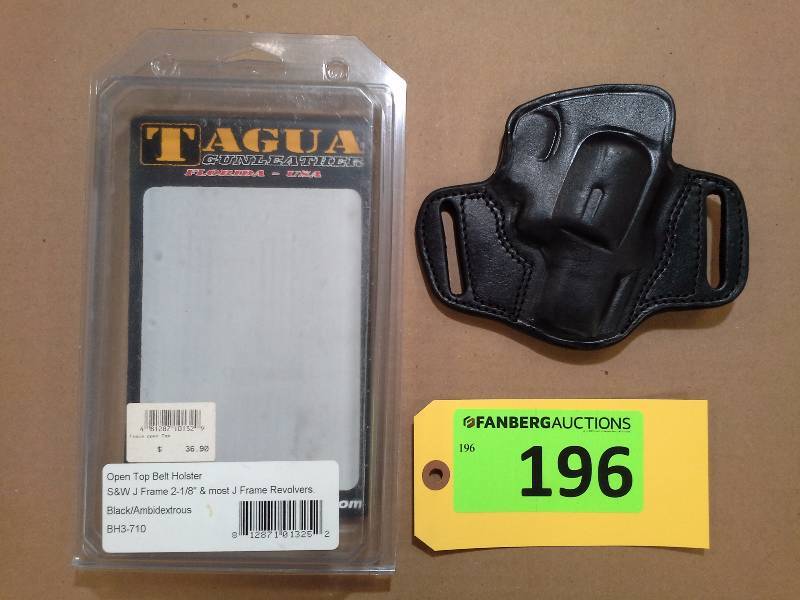 TAGUA
GUNLEATHER
FLORIDA - USA
$ 36.90
Open Top Belt Holster
S&W J Frame 2-1/8" & most J Frame Revolvers.
Black/Ambidextrous
BH3-710
8 12871 01325 2
om
FANBERGAUCTIONS
196
196